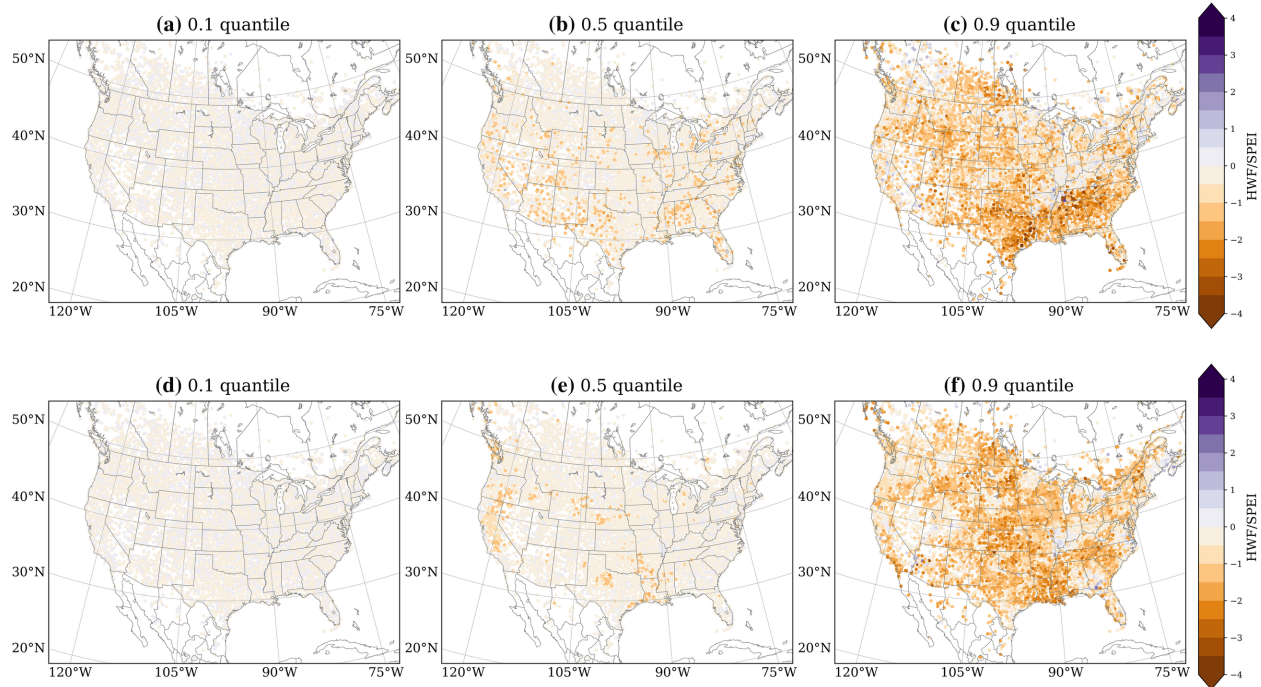 (a) 0.1 quantile
(b) 0.5 quantile
(c) 0.9 quantile
50°N
40°N
30°N
20°N
120°W 105°W 90°W 75°W
50°N
40°N
30°N
20°N
120°W 105°W 90°W 75°W
50°N
40°N
30°N
20°N
120°W 105°W 90°W 75°W
4
3
2
1
0
−1
−2
−3
−4
HWF/SPEI
(d) 0.1 quantile
(e) 0.5 quantile
(f) 0.9 quantile
50°N
40°N
30°N
20°N
120°W 105°W 90°W 75°W
50°N
40°N
30°N
20°N
120°W 105°W 90°W 75°W
50°N
40°N
30°N
20°N
120°W 105°W 90°W 75°W
4
3
2
1
0
−1
−2
−3
−4
HWF/SPEI